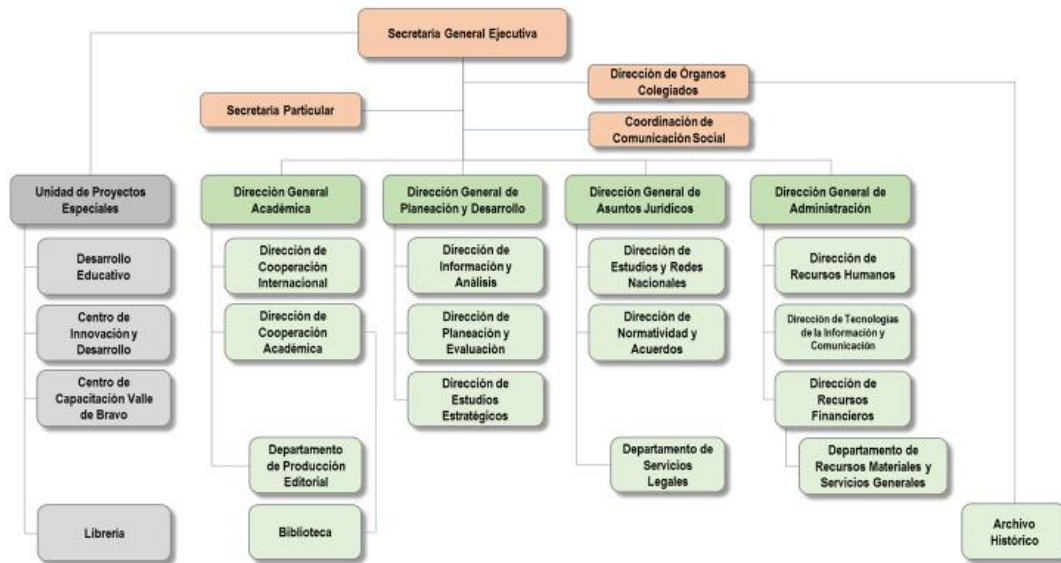 Secretaría General Ejecutiva
Dirección de Órganos
Colegiados
Secretaria Particular
Coordinación de
Comunicación Social
Unidad de Proyectos
Especiales
Dirección General
Académica
Dirección General de
Planeación y Desarrollo
Dirección General de
Asuntos Jurídicos
Dirección General de
Administración
Desarrollo
Educativo
Dirección de
Cooperación
Internacional
Dirección de
Información y
Análisis
Dirección de
Estudios y Redes
Nacionales
Dirección de
Recursos Humanos
Centro de
Innovación y
Desarrollo
Dirección de
Cooperación
Académica
Dirección de
Planeación y
Evaluación
Dirección de
Normatividad y
Acuerdos
Dirección de Tecnologías
de la Información y
Comunicación
Centro de
Capacitación Valle
de Bravo
Dirección de
Estudios
Estratégicos
Dirección de
Recursos
Financieros
Departamento
de Producción
Editorial
Departamento de
Servicios
Legales
Departamento de
Recursos Materiales y
Servicios Generales
Librería
Biblioteca
Archivo
Histórico